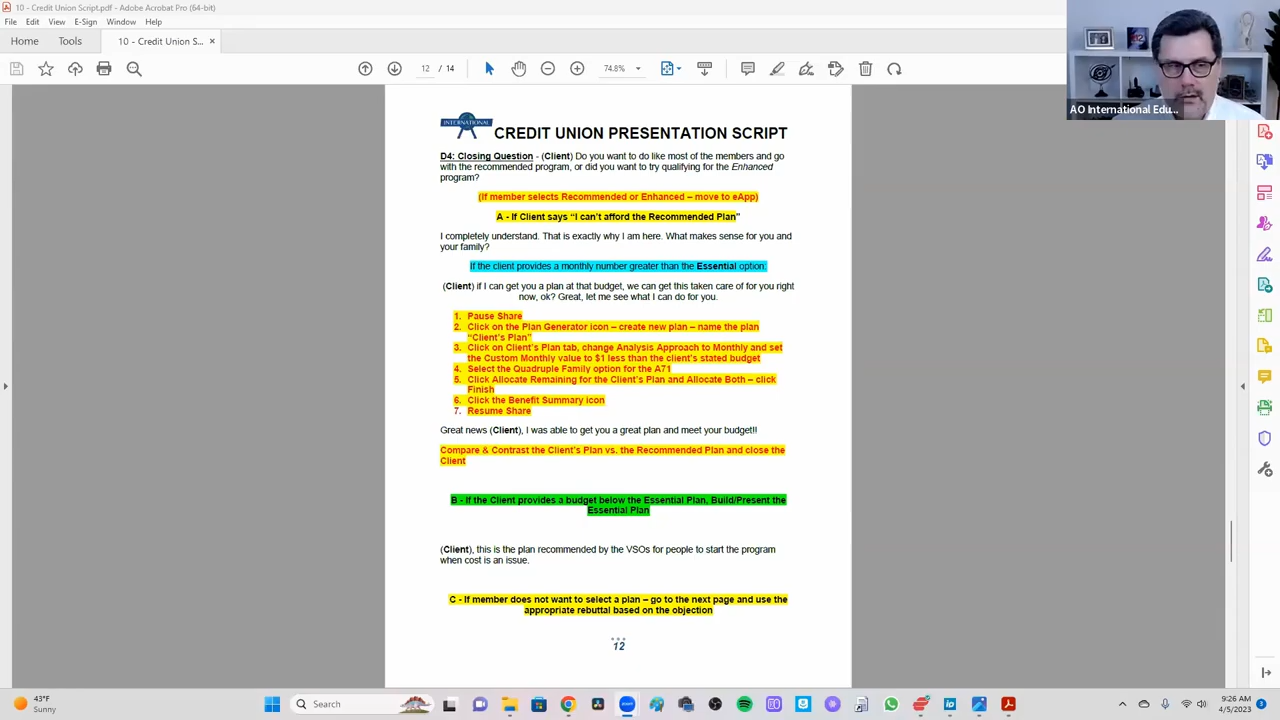 10 - Credit Union Script.pdf - Adobe Acrobat Pro (64-bit)
File Edit View E-Sign Window Help
Home Tools 10 - Credit Union S... ×
12 / 14 74.8%
AO International Edu...
INTERNATIONAL
CREDIT UNION PRESENTATION SCRIPT
D4: Closing Question - (Client) Do you want to do like most of the members and go
with the recommended program, or did you want to try qualifying for the Enhanced
program?
(If member selects Recommended or Enhanced – move to eApp)
A - If Client says “I can’t afford the Recommended Plan”
I completely understand. That is exactly why I am here. What makes sense for you and
your family?
If the client provides a monthly number greater than the Essential option:
(Client) if I can get you a plan at that budget, we can get this taken care of for you right
now, ok? Great, let me see what I can do for you.
1. Pause Share
2. Click on the Plan Generator icon – create new plan – name the plan
“Client’s Plan”
3. Click on Client’s Plan tab, change Analysis Approach to Monthly and set
the Custom Monthly value to $1 less than the client’s stated budget
4. Select the Quadruple Family option for the A71
5. Click Allocate Remaining for the Client’s Plan and Allocate Both – click
Finish
6. Click the Benefit Summary icon
7. Resume Share
Great news (Client), I was able to get you a great plan and meet your budget!!
Compare & Contrast the Client’s Plan vs. the Recommended Plan and close the
Client
B - If the Client provides a budget below the Essential Plan, Build/Present the
Essential Plan
(Client), this is the plan recommended by the VSOs for people to start the program
when cost is an issue.
C - If member does not want to select a plan – go to the next page and use the
appropriate rebuttal based on the objection
12
43°F
Sunny
Search
9:26 AM
4/5/2023